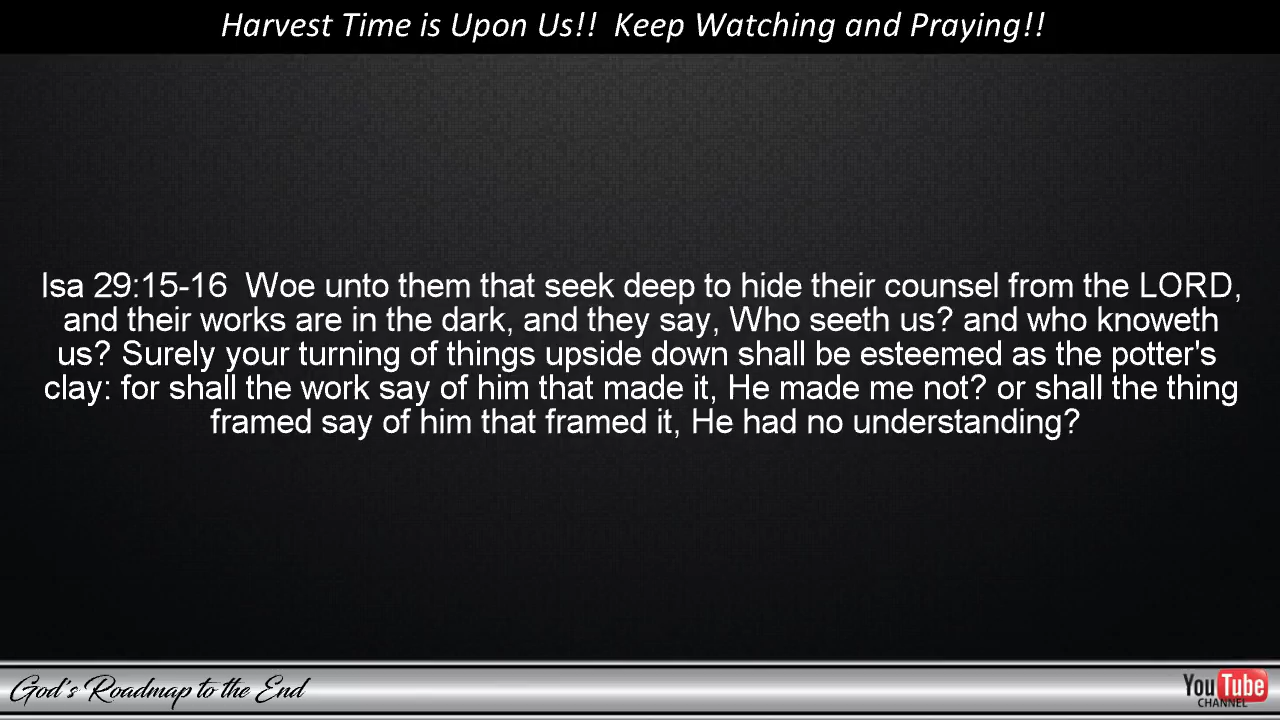 Harvest Time is Upon Us!!  Keep Watching and Praying!!
Isa 29:15-16  Woe unto them that seek deep to hide their counsel from the LORD,
and their works are in the dark, and they say, Who seeth us? and who knoweth
us? Surely your turning of things upside down shall be esteemed as the potter's
clay: for shall the work say of him that made it, He made me not? or shall the thing
framed say of him that framed it, He had no understanding?
God's Roadmap to the End
YouTube
CHANNEL